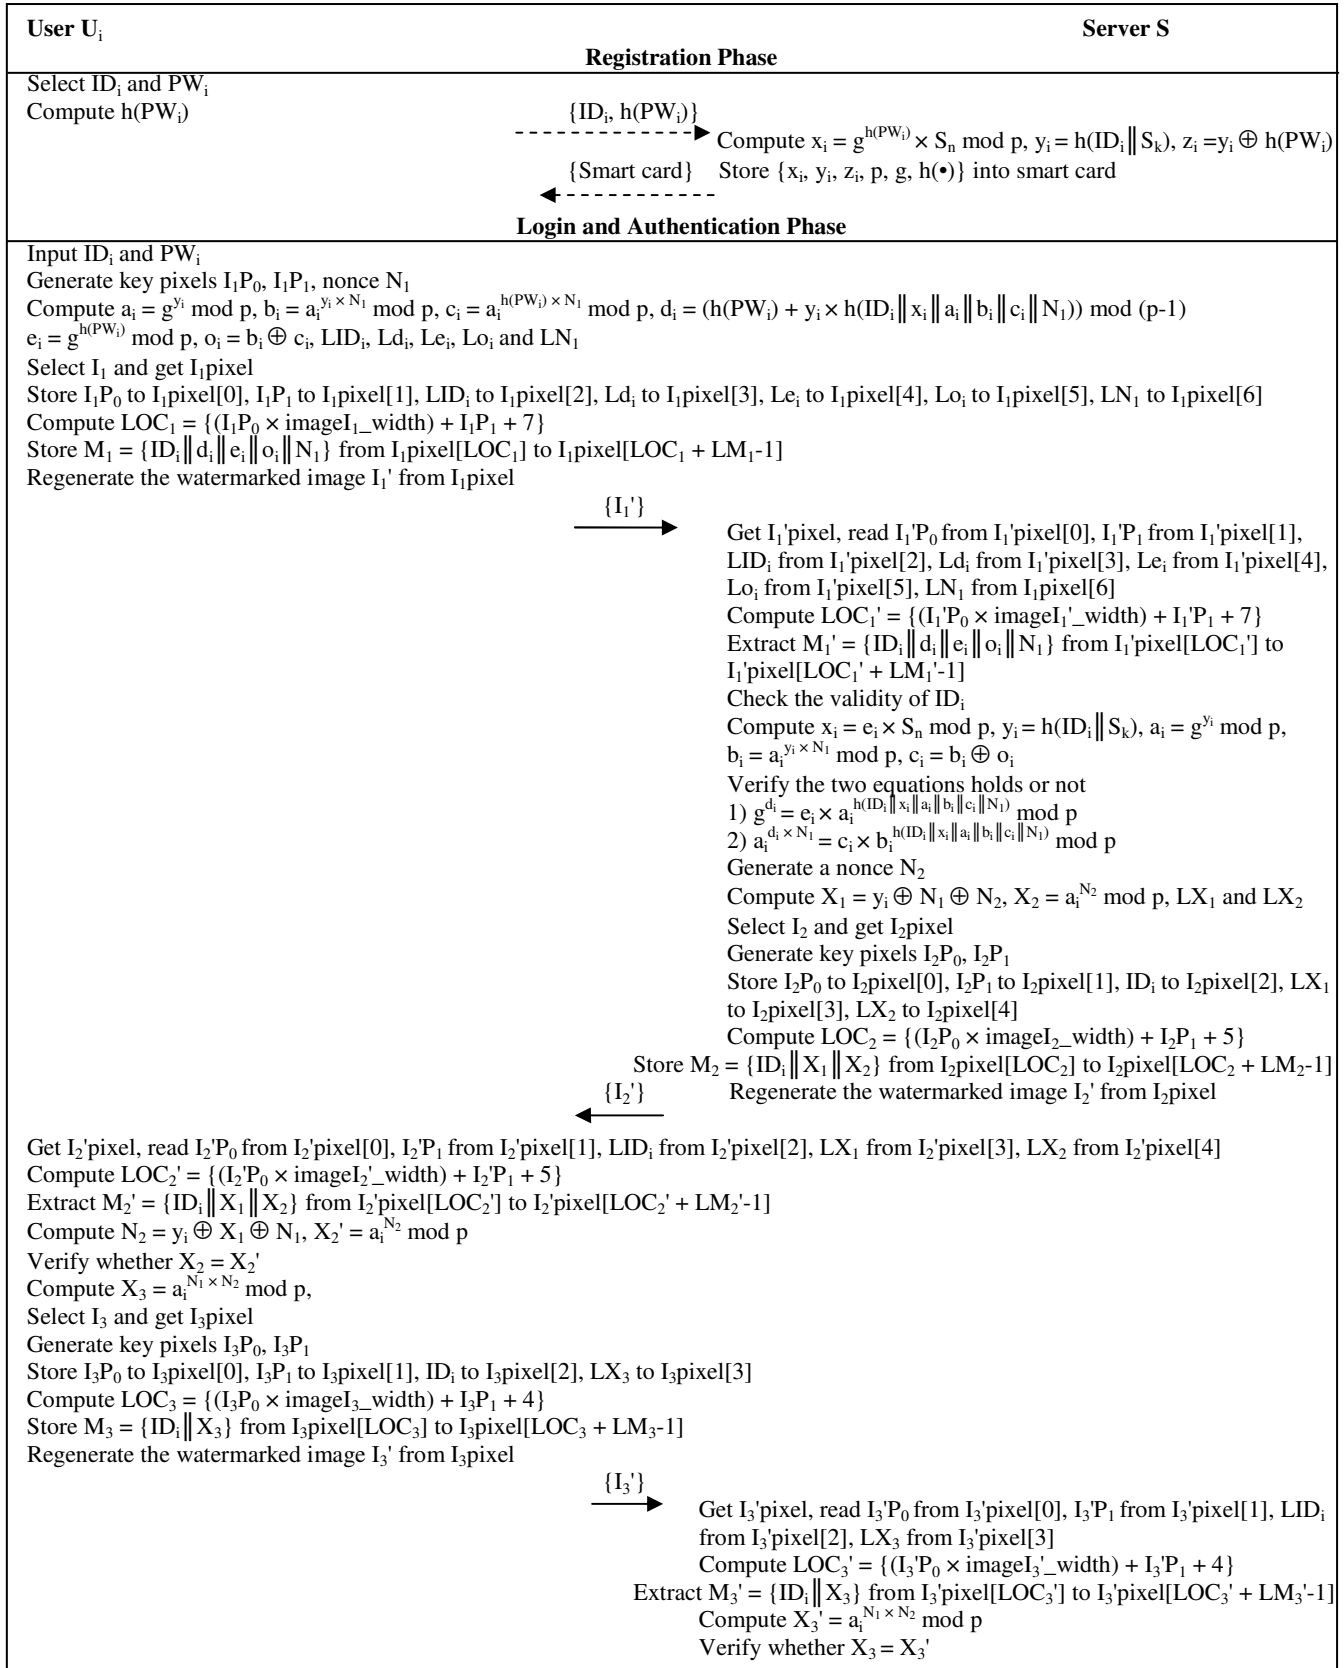 User Uᵢ Server S
Registration Phase
Select IDᵢ and PWᵢ
Compute h(PWᵢ) {IDᵢ, h(PWᵢ)}
Compute xᵢ = g^h(PWᵢ) × Sₙ mod p, yᵢ = h(IDᵢ‖Sₖ), zᵢ =yᵢ ⊕ h(PWᵢ)
{Smart card} Store {xᵢ, yᵢ, zᵢ, p, g, h(•)} into smart card
Login and Authentication Phase
Input IDᵢ and PWᵢ
Generate key pixels I₁P₀, I₁P₁, nonce N₁
Compute aᵢ = g^yᵢ mod p, bᵢ = aᵢ^(yᵢ × N₁) mod p, cᵢ = aᵢ^(h(PWᵢ) × N₁) mod p, dᵢ = (h(PWᵢ) + yᵢ × h(IDᵢ‖xᵢ‖aᵢ‖bᵢ‖cᵢ‖N₁)) mod (p-1)
eᵢ = g^h(PWᵢ) mod p, oᵢ = bᵢ ⊕ cᵢ, LIDᵢ, Ldᵢ, Leᵢ, Loᵢ and LN₁
Select I₁ and get I₁pixel
Store I₁P₀ to I₁pixel[0], I₁P₁ to I₁pixel[1], LIDᵢ to I₁pixel[2], Ldᵢ to I₁pixel[3], Leᵢ to I₁pixel[4], Loᵢ to I₁pixel[5], LN₁ to I₁pixel[6]
Compute LOC₁ = {(I₁P₀ × imageI₁_width) + I₁P₁ + 7}
Store M₁ = {IDᵢ‖dᵢ‖eᵢ‖oᵢ‖N₁} from I₁pixel[LOC₁] to I₁pixel[LOC₁ + LM₁-1]
Regenerate the watermarked image I₁' from I₁pixel
{I₁'}
Get I₁'pixel, read I₁'P₀ from I₁'pixel[0], I₁'P₁ from I₁'pixel[1],
LIDᵢ from I₁'pixel[2], Ldᵢ from I₁'pixel[3], Leᵢ from I₁'pixel[4],
Loᵢ from I₁'pixel[5], LN₁ from I₁pixel[6]
Compute LOC₁' = {(I₁'P₀ × imageI₁'_width) + I₁'P₁ + 7}
Extract M₁' = {IDᵢ‖dᵢ‖eᵢ‖oᵢ‖N₁} from I₁'pixel[LOC₁'] to
I₁'pixel[LOC₁' + LM₁'-1]
Check the validity of IDᵢ
Compute xᵢ = eᵢ × Sₙ mod p, yᵢ = h(IDᵢ‖Sₖ), aᵢ = g^yᵢ mod p,
bᵢ = aᵢ^(yᵢ × N₁) mod p, cᵢ = bᵢ ⊕ oᵢ
Verify the two equations holds or not
1) g^dᵢ = eᵢ × aᵢ^h(IDᵢ‖xᵢ‖aᵢ‖bᵢ‖cᵢ‖N₁) mod p
2) aᵢ^(dᵢ × N₁) = cᵢ × bᵢ^h(IDᵢ‖xᵢ‖aᵢ‖bᵢ‖cᵢ‖N₁) mod p
Generate a nonce N₂
Compute X₁ = yᵢ ⊕ N₁ ⊕ N₂, X₂ = aᵢ^N₂ mod p, LX₁ and LX₂
Select I₂ and get I₂pixel
Generate key pixels I₂P₀, I₂P₁
Store I₂P₀ to I₂pixel[0], I₂P₁ to I₂pixel[1], IDᵢ to I₂pixel[2], LX₁
to I₂pixel[3], LX₂ to I₂pixel[4]
Compute LOC₂ = {(I₂P₀ × imageI₂_width) + I₂P₁ + 5}
Store M₂ = {IDᵢ‖X₁‖X₂} from I₂pixel[LOC₂] to I₂pixel[LOC₂ + LM₂-1]
{I₂'} Regenerate the watermarked image I₂' from I₂pixel
Get I₂'pixel, read I₂'P₀ from I₂'pixel[0], I₂'P₁ from I₂'pixel[1], LIDᵢ from I₂'pixel[2], LX₁ from I₂'pixel[3], LX₂ from I₂'pixel[4]
Compute LOC₂' = {(I₂'P₀ × imageI₂'_width) + I₂'P₁ + 5}
Extract M₂' = {IDᵢ‖X₁‖X₂} from I₂'pixel[LOC₂'] to I₂'pixel[LOC₂' + LM₂'-1]
Compute N₂ = yᵢ ⊕ X₁ ⊕ N₁, X₂' = aᵢ^N₂ mod p
Verify whether X₂ = X₂'
Compute X₃ = aᵢ^(N₁ × N₂) mod p,
Select I₃ and get I₃pixel
Generate key pixels I₃P₀, I₃P₁
Store I₃P₀ to I₃pixel[0], I₃P₁ to I₃pixel[1], IDᵢ to I₃pixel[2], LX₃ to I₃pixel[3]
Compute LOC₃ = {(I₃P₀ × imageI₃_width) + I₃P₁ + 4}
Store M₃ = {IDᵢ‖X₃} from I₃pixel[LOC₃] to I₃pixel[LOC₃ + LM₃-1]
Regenerate the watermarked image I₃' from I₃pixel
{I₃'}
Get I₃'pixel, read I₃'P₀ from I₃'pixel[0], I₃'P₁ from I₃'pixel[1], LIDᵢ
from I₃'pixel[2], LX₃ from I₃'pixel[3]
Compute LOC₃' = {(I₃'P₀ × imageI₃'_width) + I₃'P₁ + 4}
Extract M₃' = {IDᵢ‖X₃} from I₃'pixel[LOC₃'] to I₃'pixel[LOC₃' + LM₃'-1]
Compute X₃' = aᵢ^(N₁ × N₂) mod p
Verify whether X₃ = X₃'